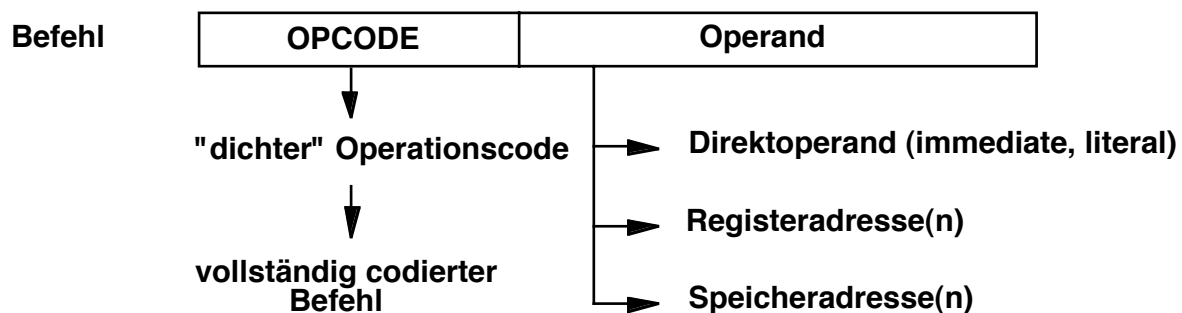 Befehl OPCODE Operand
"dichter" Operationscode
Direktoperand (immediate, literal)
Registeradresse(n)
vollständig codierter
Befehl
Speicheradresse(n)